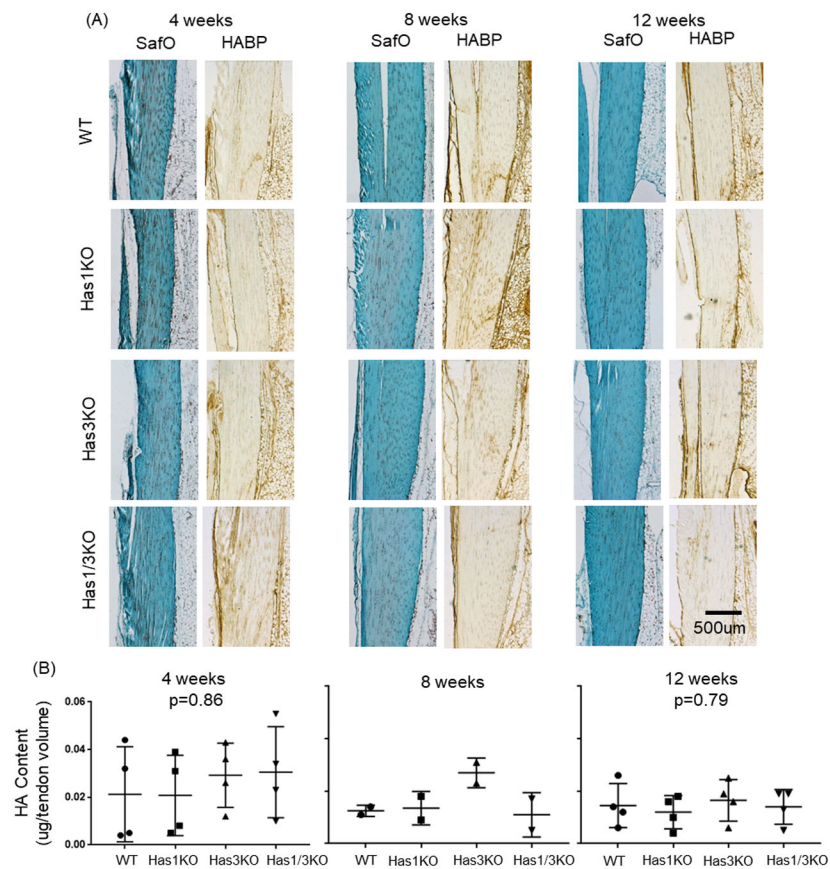 (A)
4 weeks 8 weeks 12 weeks
SafO HABP SafO HABP SafO HABP
WT
Has1KO
Has3KO
Has1/3KO
500um
(B)
4 weeks 8 weeks 12 weeks
p=0.86 p=0.79
HA Content
(ug/tendon volume)
0.06
0.04
0.02
0.00
WT Has1KO Has3KO Has1/3KO WT Has1KO Has3KO Has1/3KO WT Has1KO Has3KO Has1/3KO